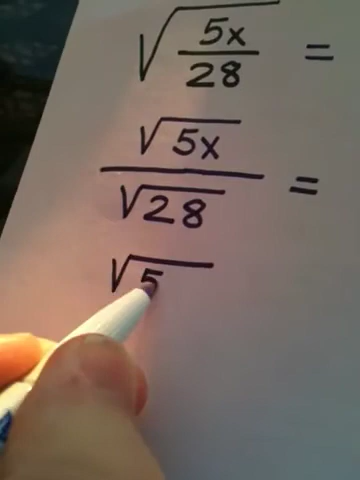 √(5x/28) =
√5x/√28 =
√5